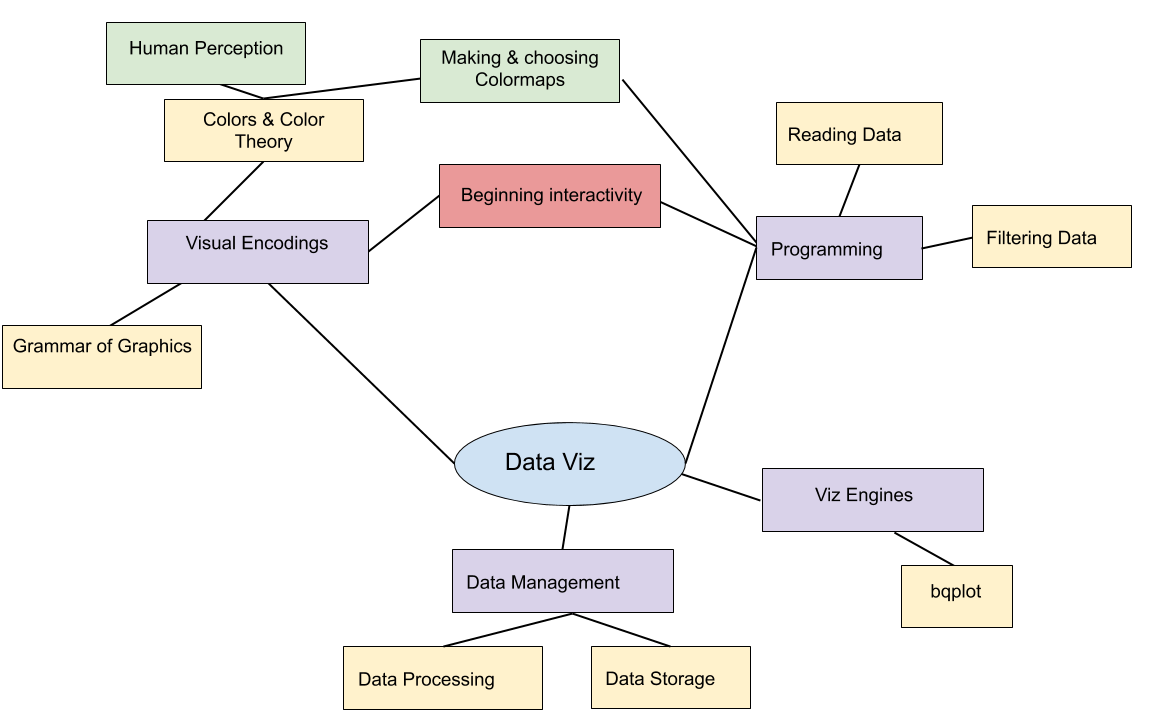 Human Perception
Making & choosing
Colormaps
Colors & Color
Theory
Reading Data
Beginning interactivity
Visual Encodings
Programming
Filtering Data
Grammar of Graphics
Data Viz
Viz Engines
Data Management
bqplot
Data Processing
Data Storage